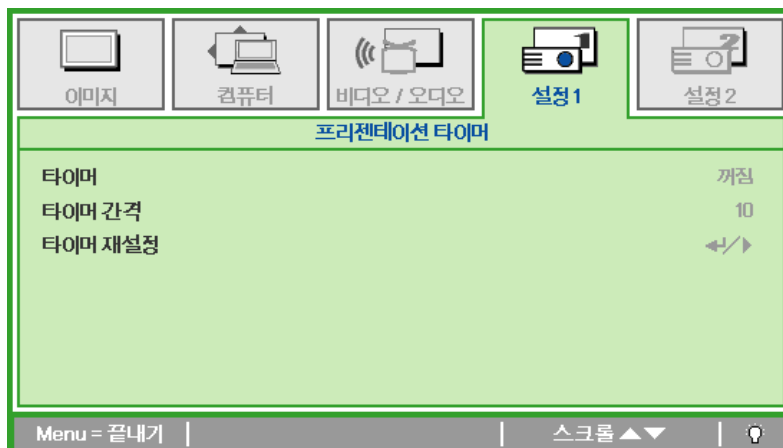 이미지
컴퓨터
비디오 / 오디오
설정 1
설정 2
프리젠테이션 타이머
타이머 꺼짐
타이머 간격 10
타이머 재설정 ↵/▶
Menu = 끝내기
스크롤 ▲▼